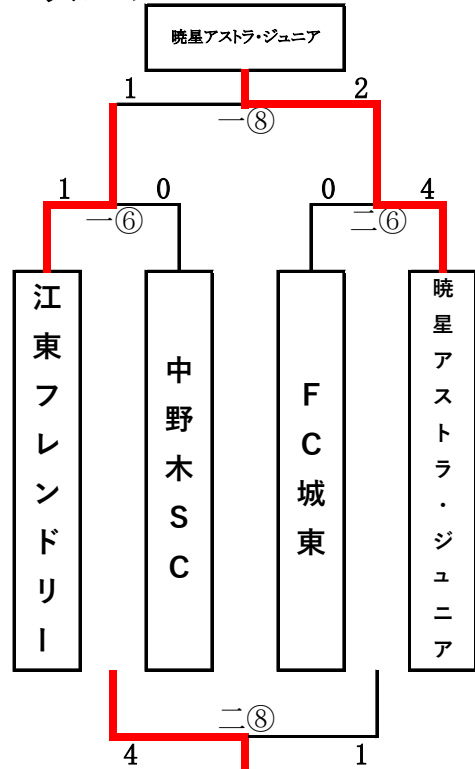 暁星アストラ・ジュニア
1 2
一⑧
1 0 0 4
一⑥ 二⑥
江東フレンドリー
中野木SC
FC城東
暁星アストラ・ジュニア
二⑧
4 1